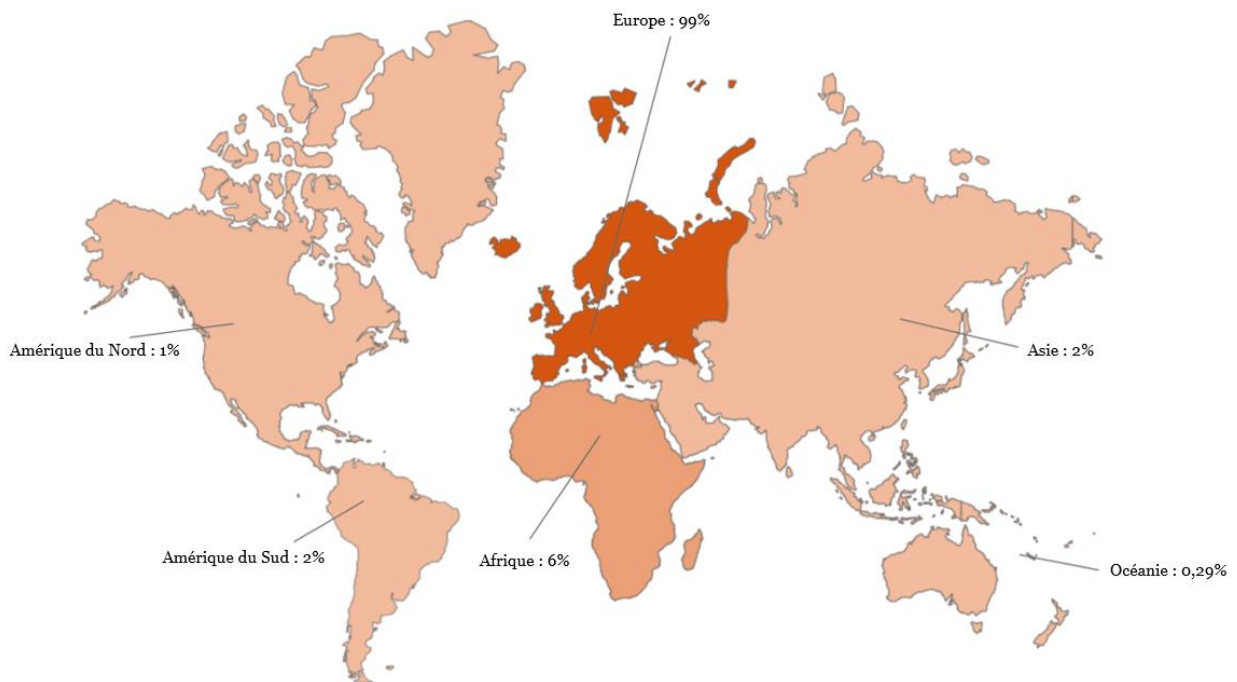 Europe : 99%
Amérique du Nord : 1%
Asie : 2%
Amérique du Sud : 2%
Afrique : 6%
Océanie : 0,29%